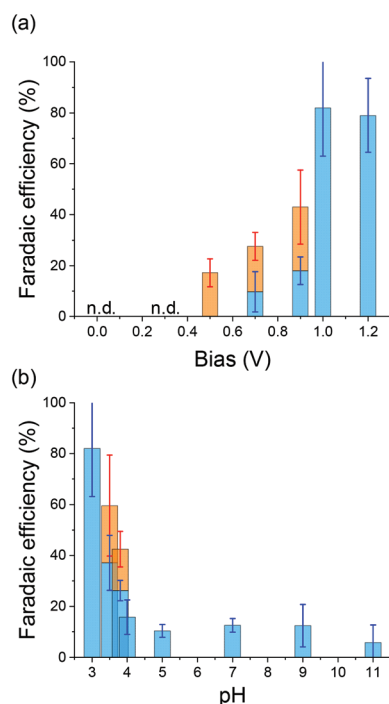 (a)
Faradaic efficiency (%)
100
80
60
40
20
0
n.d. n.d.
0.0 0.2 0.4 0.6 0.8 1.0 1.2
Bias (V)
(b)
Faradaic efficiency (%)
100
80
60
40
20
0
3 4 5 6 7 8 9 10 11
pH